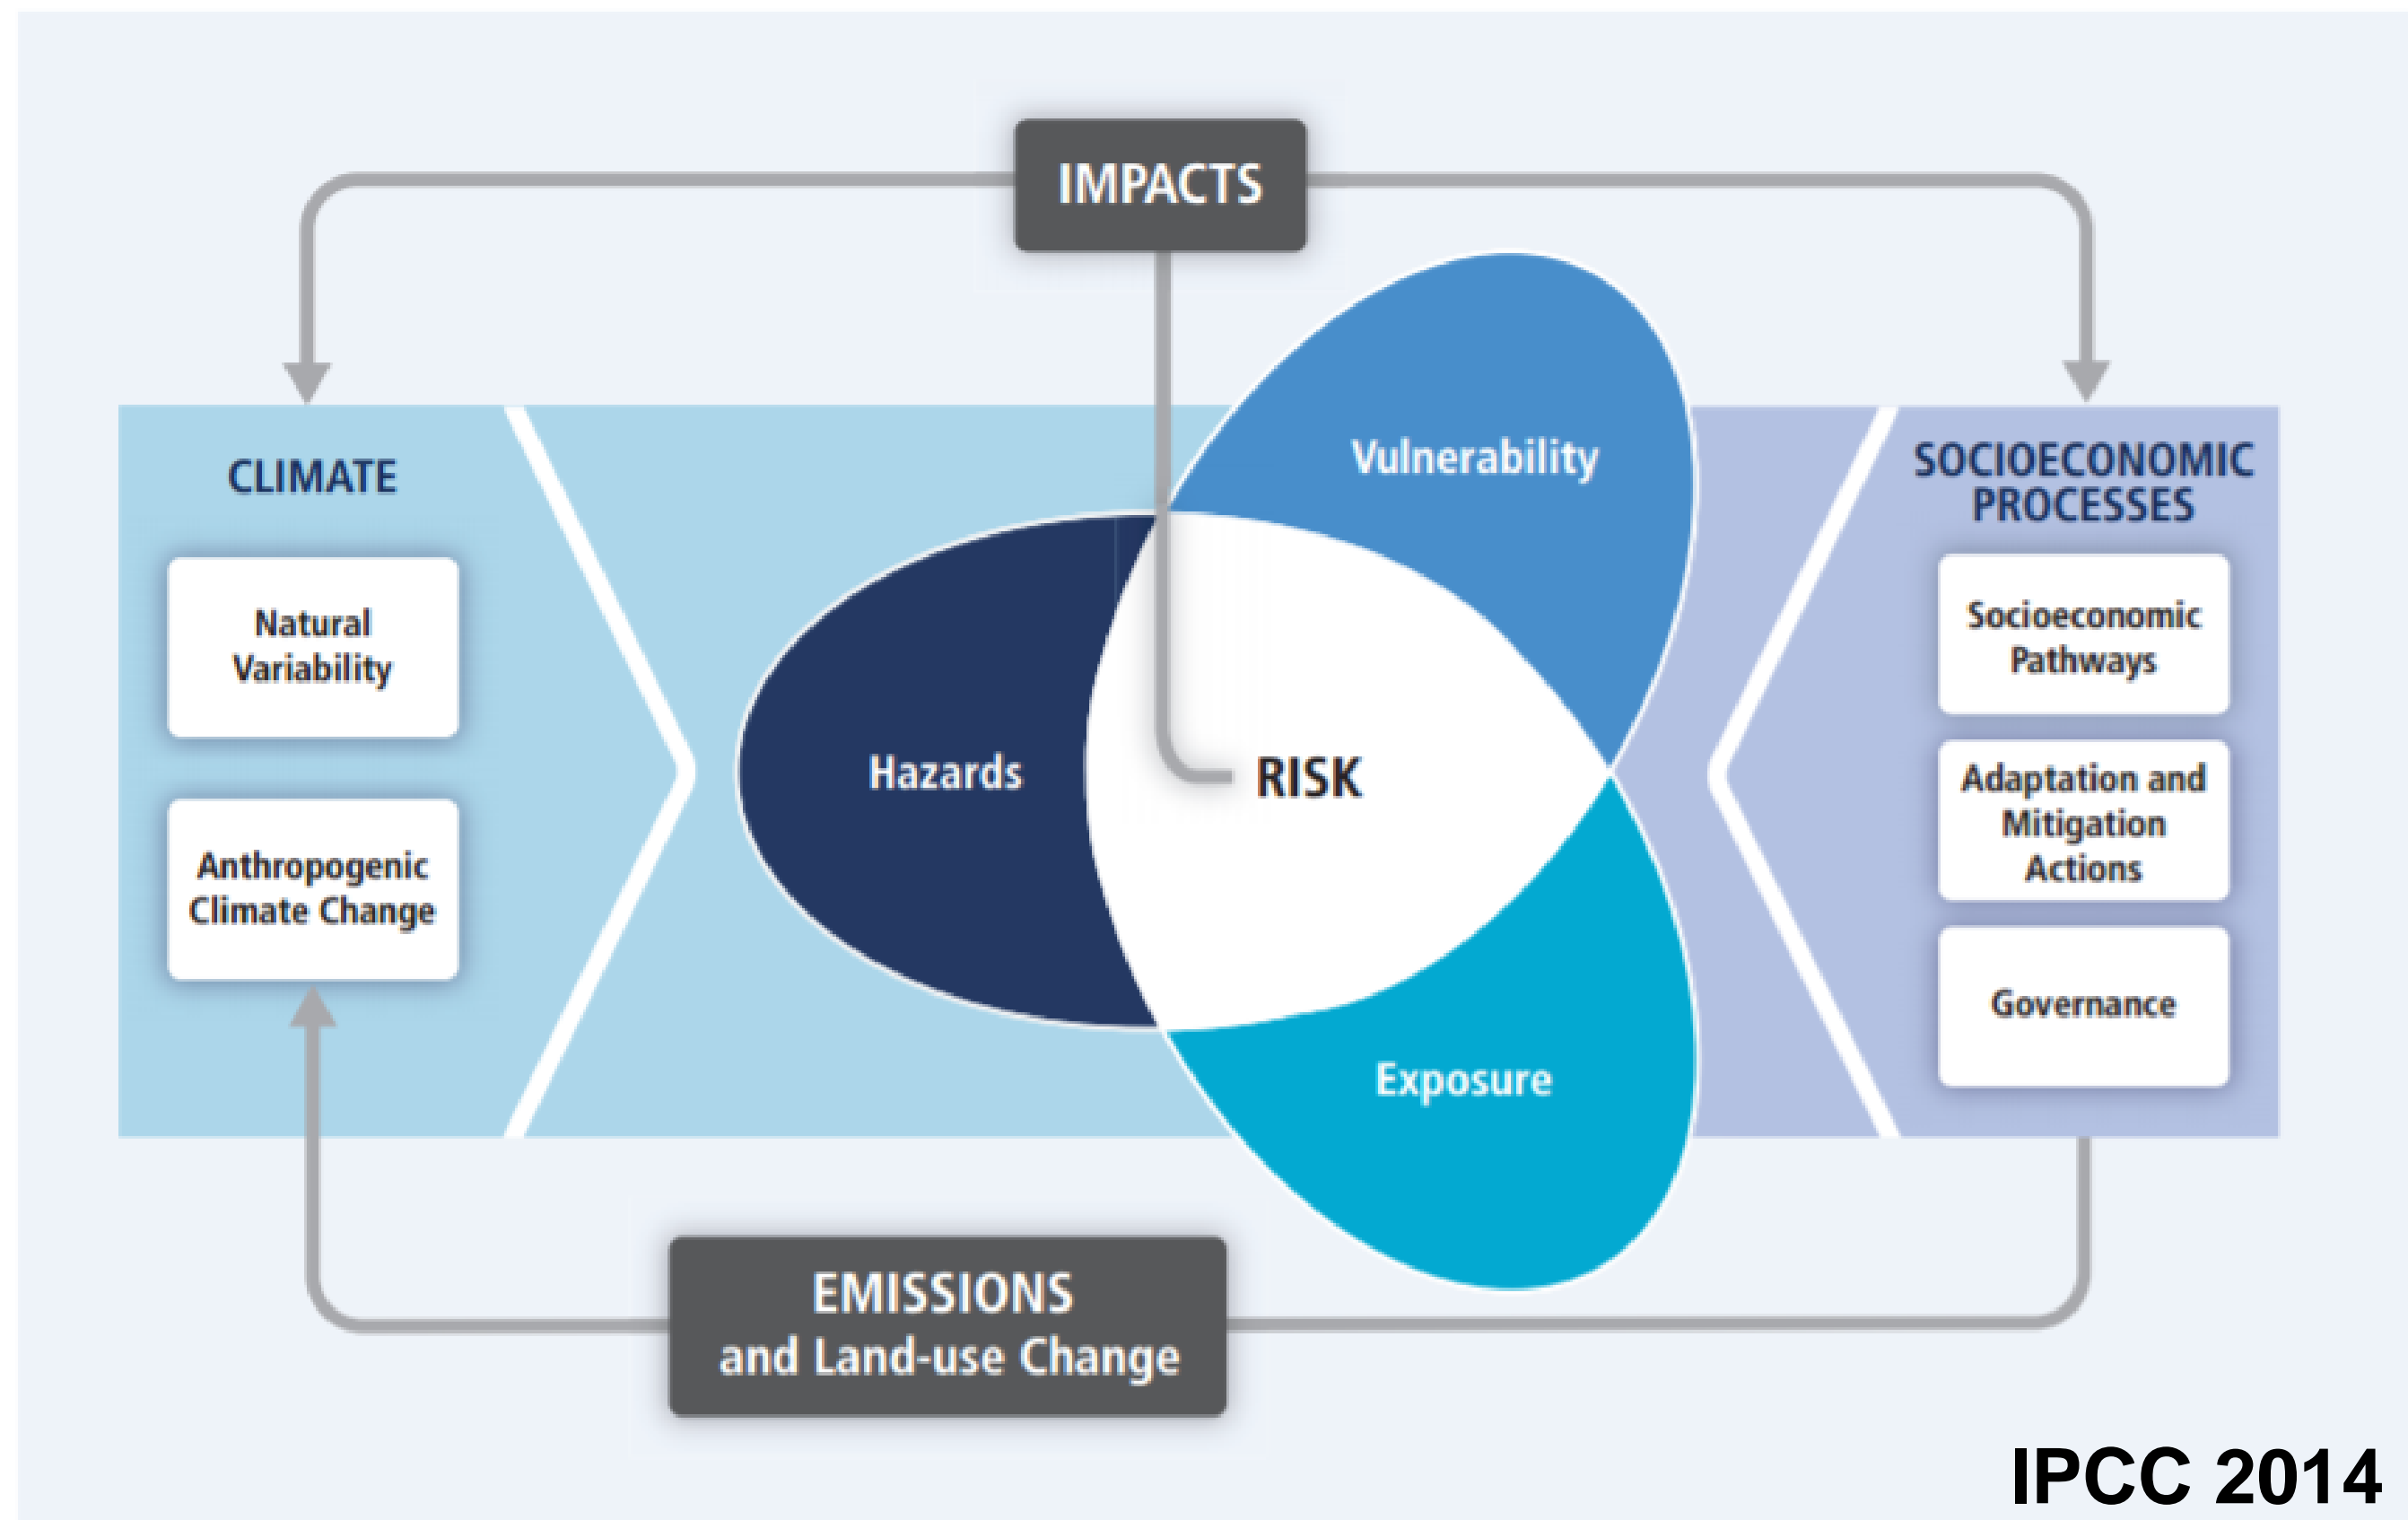 IMPACTS
Vulnerability
CLIMATE
SOCIOECONOMIC
PROCESSES
Natural
Variability
Socioeconomic
Pathways
Hazards
RISK
Adaptation and
Mitigation
Actions
Anthropogenic
Climate Change
Governance
Exposure
EMISSIONS
and Land-use Change
IPCC 2014